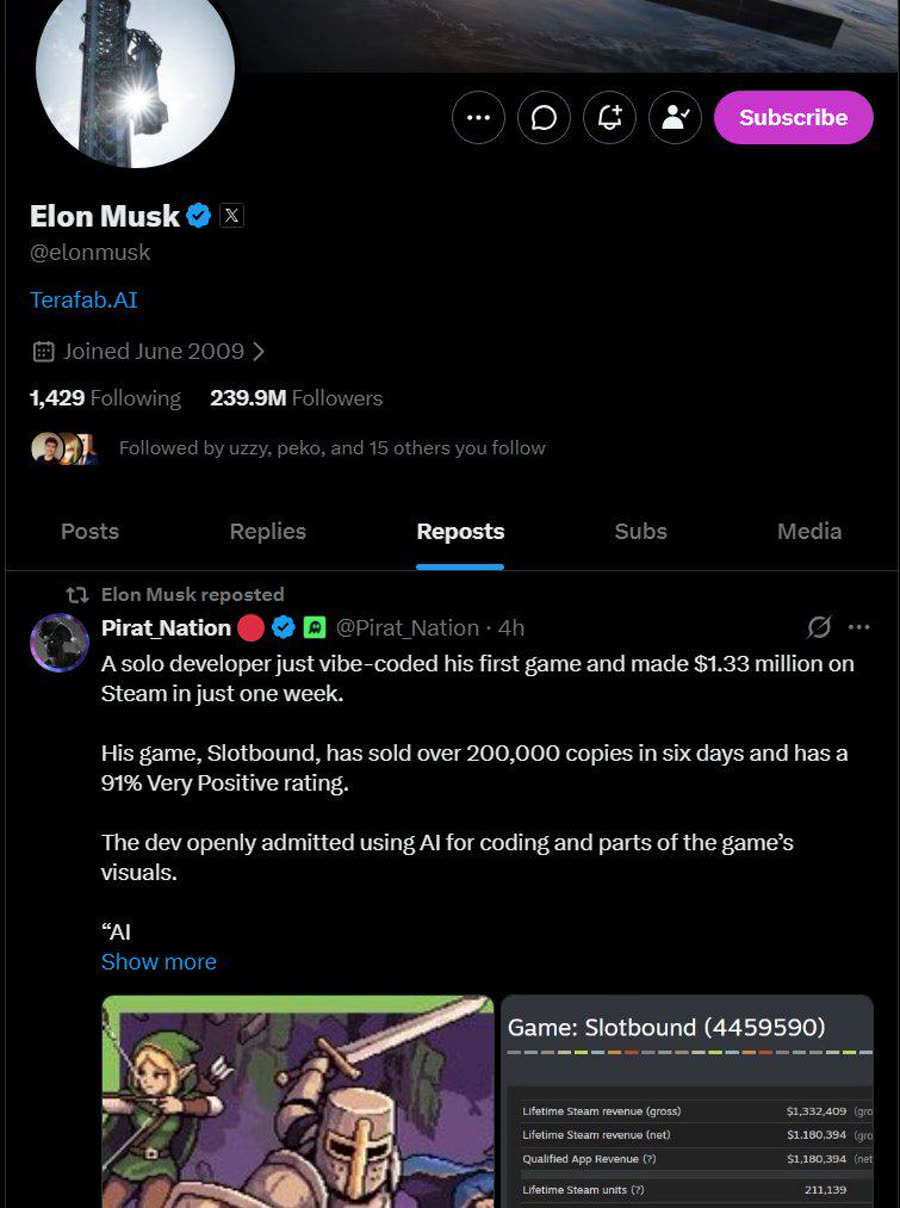 Subscribe
Elon Musk
@elonmusk
Terafab.AI
Joined June 2009
1,429 Following 239.9M Followers
Followed by uzzy, peko, and 15 others you follow
Posts Replies Reposts Subs Media
Elon Musk reposted
Pirat_Nation 🔴 @Pirat_Nation · 4h
A solo developer just vibe-coded his first game and made $1.33 million on
Steam in just one week.
His game, Slotbound, has sold over 200,000 copies in six days and has a
91% Very Positive rating.
The dev openly admitted using AI for coding and parts of the game’s
visuals.
“AI
Show more
Game: Slotbound (4459590)
Lifetime Steam revenue (gross) $1,332,409 (gro
Lifetime Steam revenue (net) $1,180,394 (gro
Qualified App Revenue (?) $1,180,394 (net
Lifetime Steam units (?) 211,139